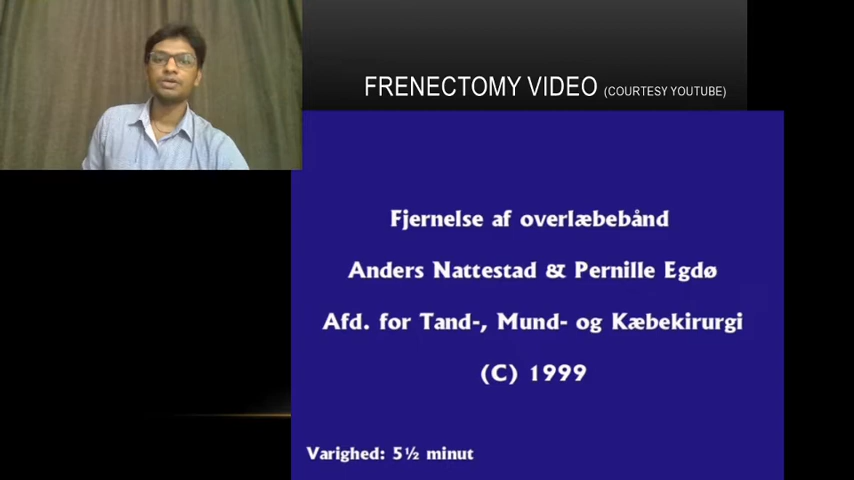 FRENECTOMY VIDEO (COURTESY YOUTUBE)
Fjernelse af overlæbebånd
Anders Nattestad & Pernille Egdø
Afd. for Tand-, Mund- og Kæbekirurgi
(C) 1999
Varighed: 5½ minut